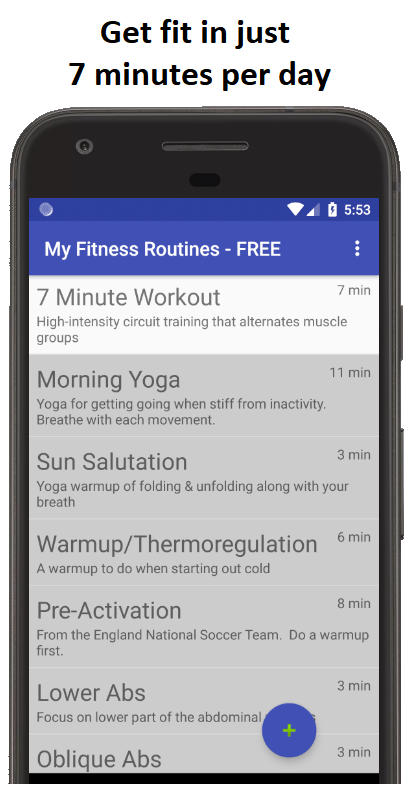 Get fit in just
7 minutes per day
5:53
My Fitness Routines - FREE
7 Minute Workout
7 min
High-intensity circuit training that alternates muscle
groups
Morning Yoga
11 min
Yoga for getting going when stiff from inactivity.
Breathe with each movement.
Sun Salutation
3 min
Yoga warmup of folding & unfolding along with your
breath
Warmup/Thermoregulation
6 min
A warmup to do when starting out cold
Pre-Activation
8 min
From the England National Soccer Team.  Do a warmup
first.
Lower Abs
3 min
Focus on lower part of the abdominal
Oblique Abs
3 min